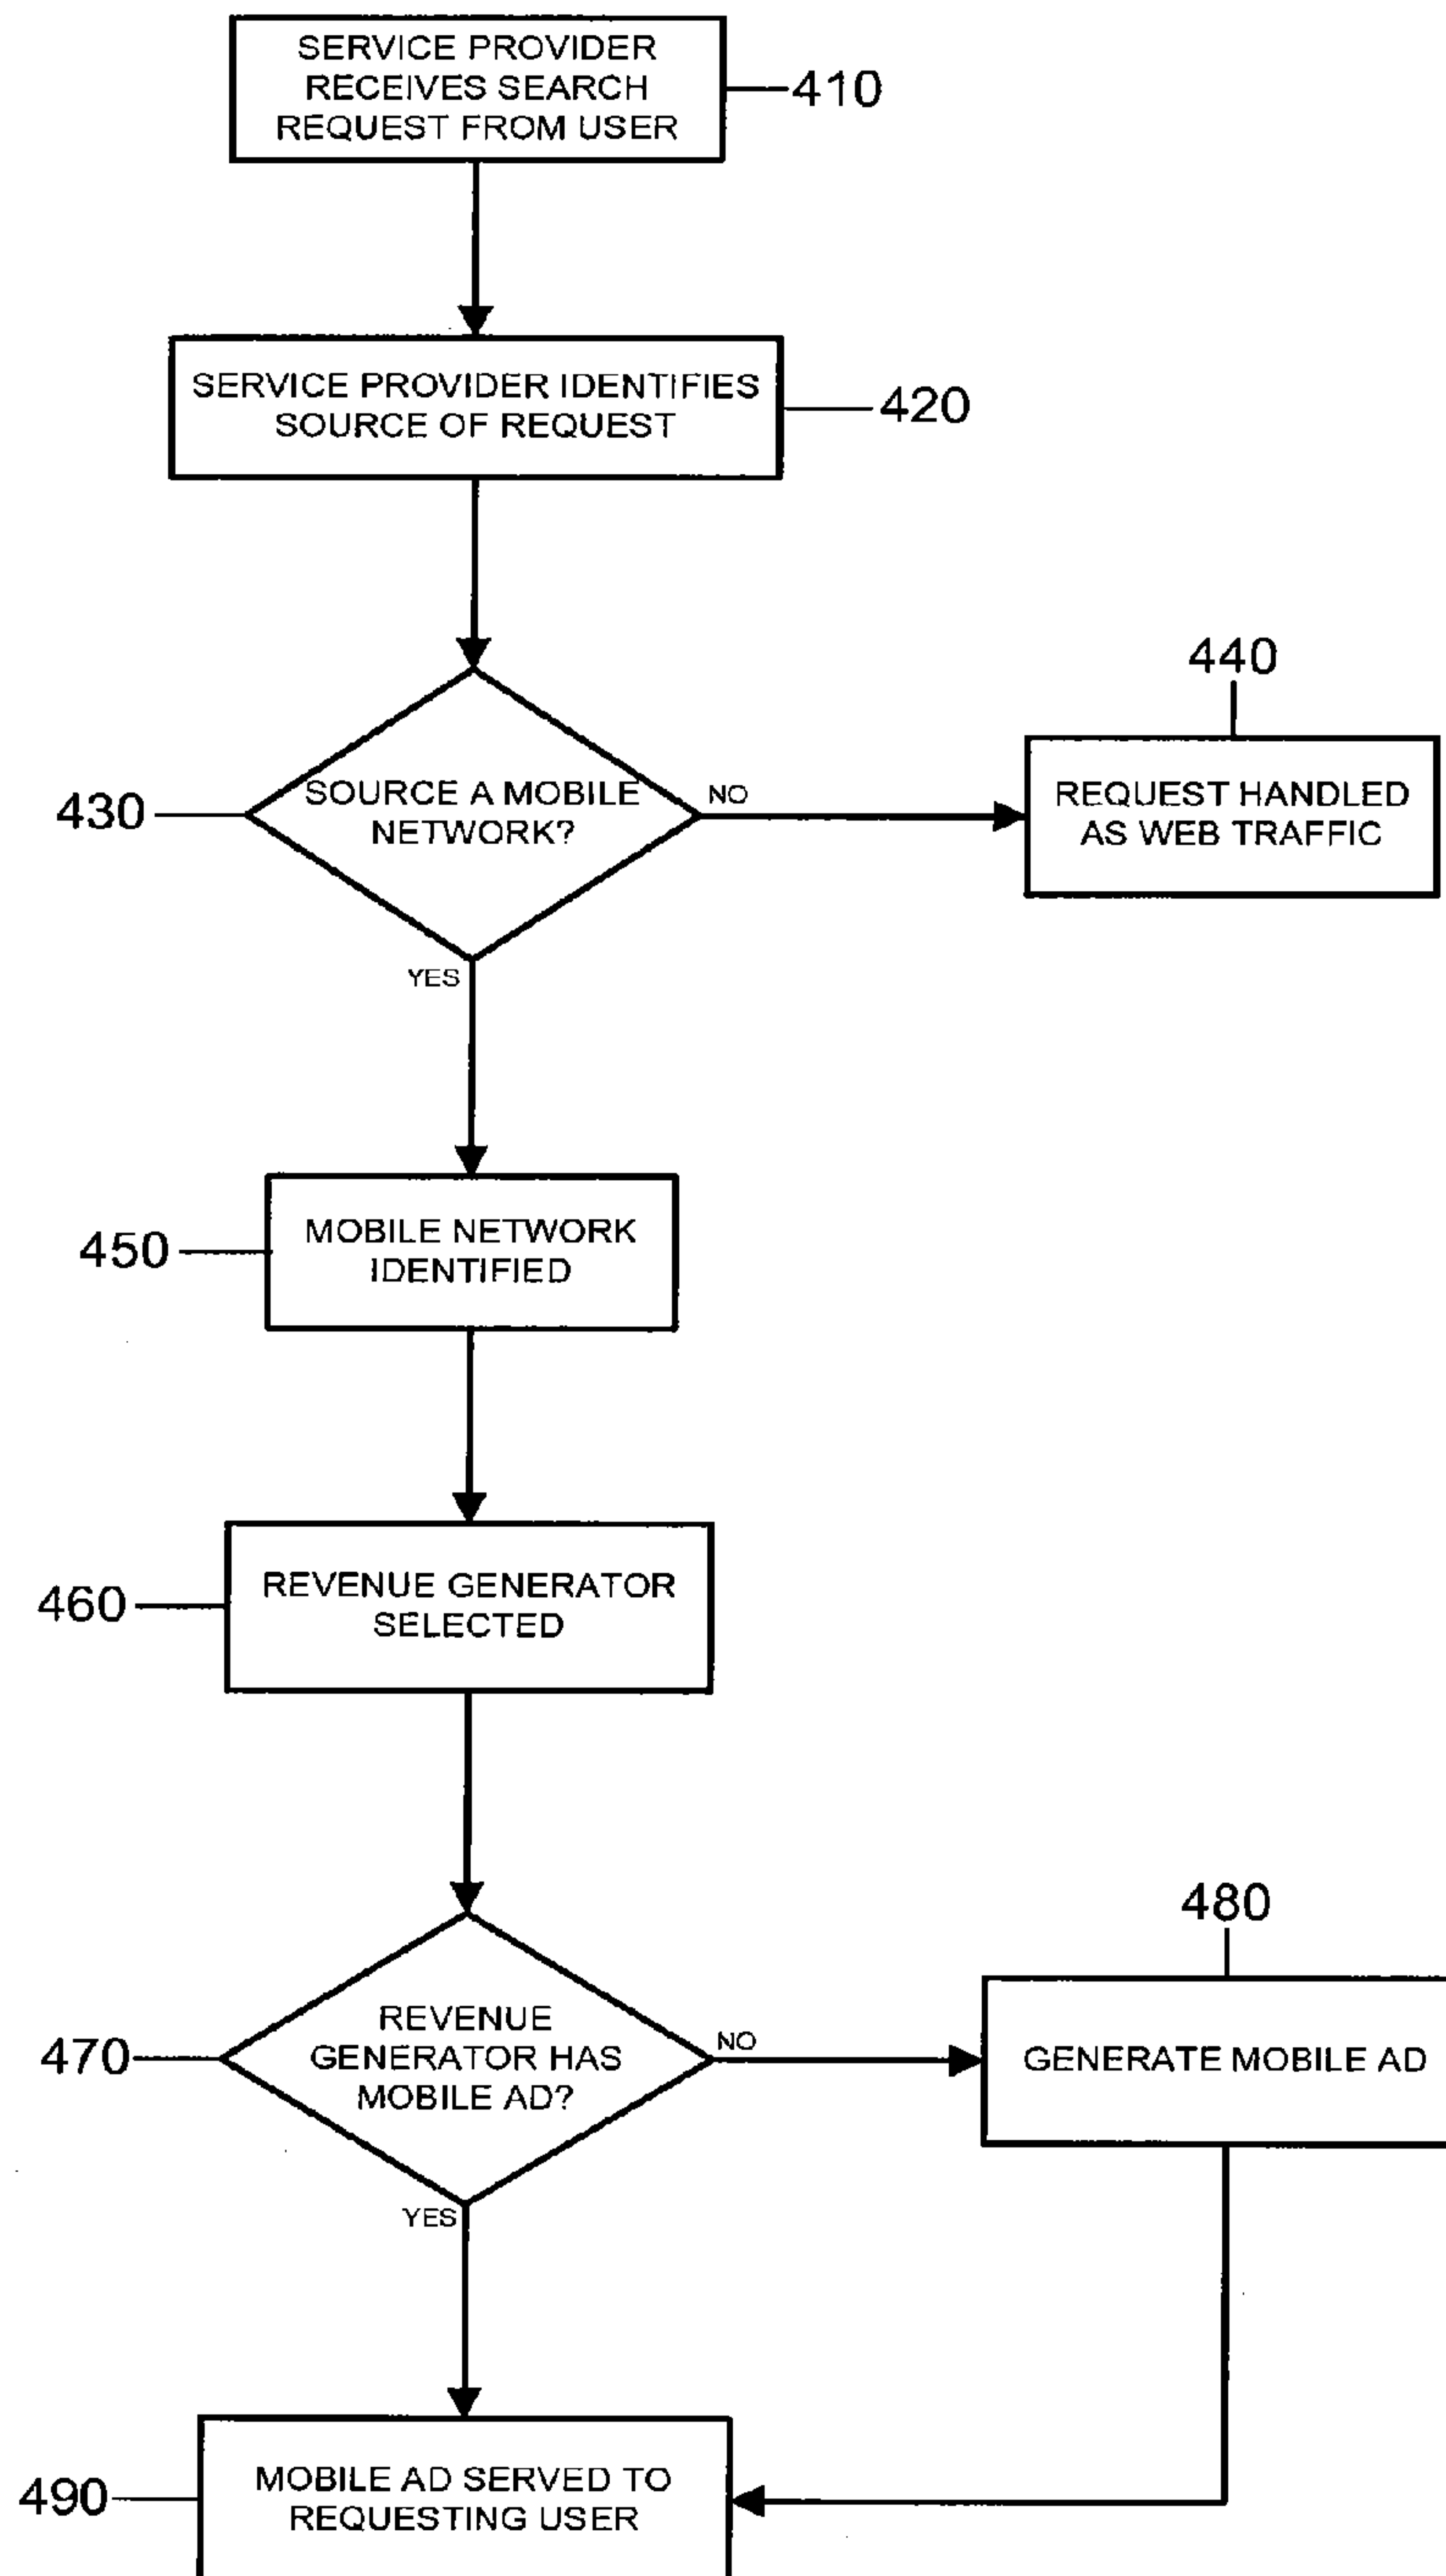 SERVICE PROVIDER
RECEIVES SEARCH
REQUEST FROM USER
410
SERVICE PROVIDER IDENTIFIES
SOURCE OF REQUEST
420
440
430
SOURCE A MOBILE
NETWORK?
NO
REQUEST HANDLED
AS WEB TRAFFIC
YES
450
MOBILE NETWORK
IDENTIFIED
460
REVENUE GENERATOR
SELECTED
480
470
REVENUE
GENERATOR HAS
MOBILE AD?
NO
GENERATE MOBILE AD
YES
490
MOBILE AD SERVED TO
REQUESTING USER